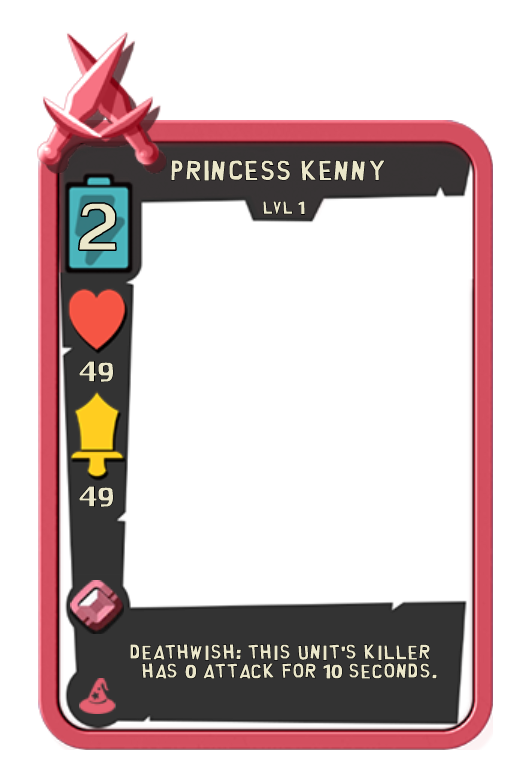 PRINCESS KENNY
LVL 1
2
49
49
DEATHWISH: THIS UNIT'S KILLER
HAS 0 ATTACK FOR 10 SECONDS.